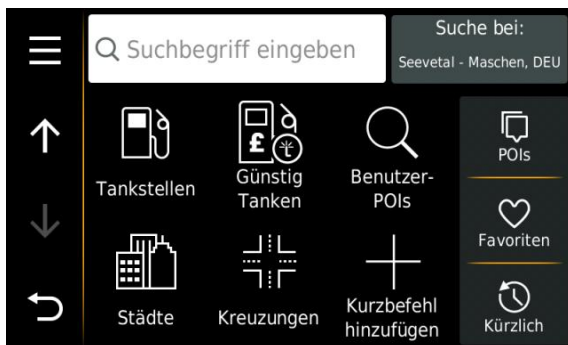 Suchbegriff eingeben
Suche bei:
Seevetal - Maschen, DEU
Tankstellen
£
Günstig
Tanken
Benutzer-
POIs
POIs
Favoriten
Städte
Kreuzungen
Kurzbefehl
hinzufügen
Kürzlich